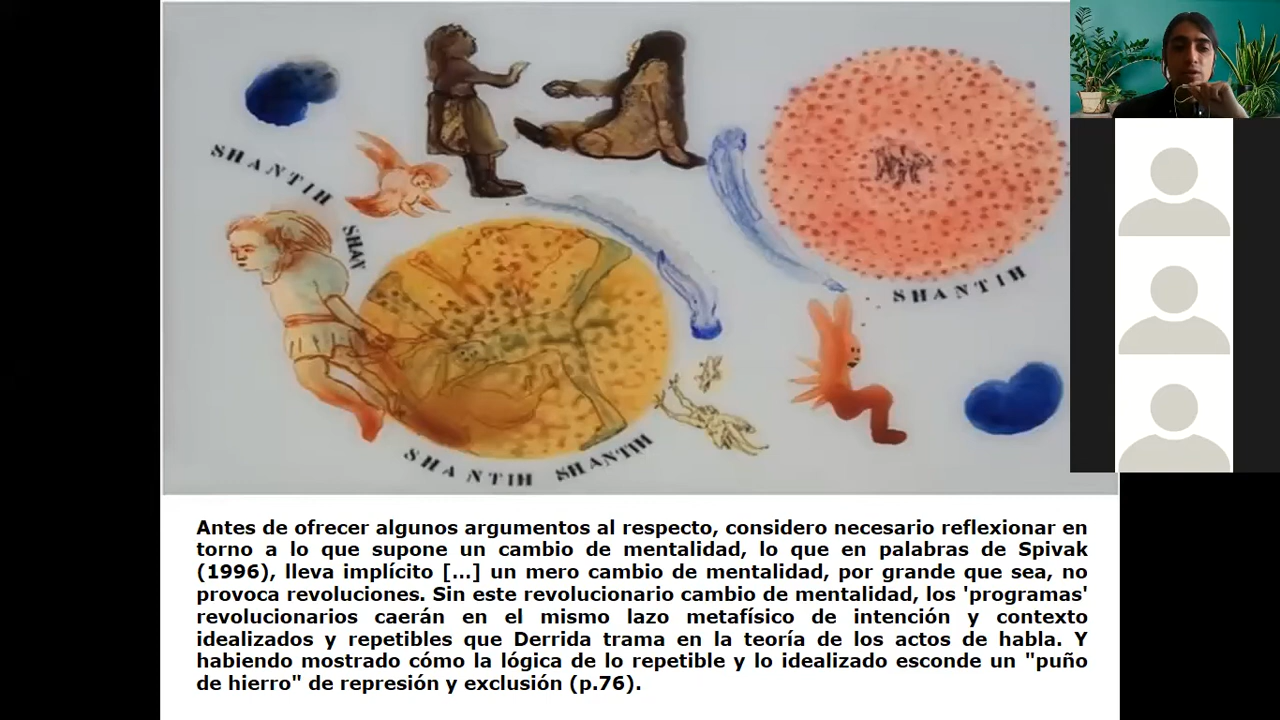 SHANTIH
SHAN
SHANTIH
SHANTIH SHANTIH
Antes de ofrecer algunos argumentos al respecto, considero necesario reflexionar en
torno a lo que supone un cambio de mentalidad, lo que en palabras de Spivak
(1996), lleva implícito [...] un mero cambio de mentalidad, por grande que sea, no
provoca revoluciones. Sin este revolucionario cambio de mentalidad, los 'programas'
revolucionarios caerán en el mismo lazo metafísico de intención y contexto
idealizados y repetibles que Derrida trama en la teoría de los actos de habla. Y
habiendo mostrado cómo la lógica de lo repetible y lo idealizado esconde un "puño
de hierro" de represión y exclusión (p.76).